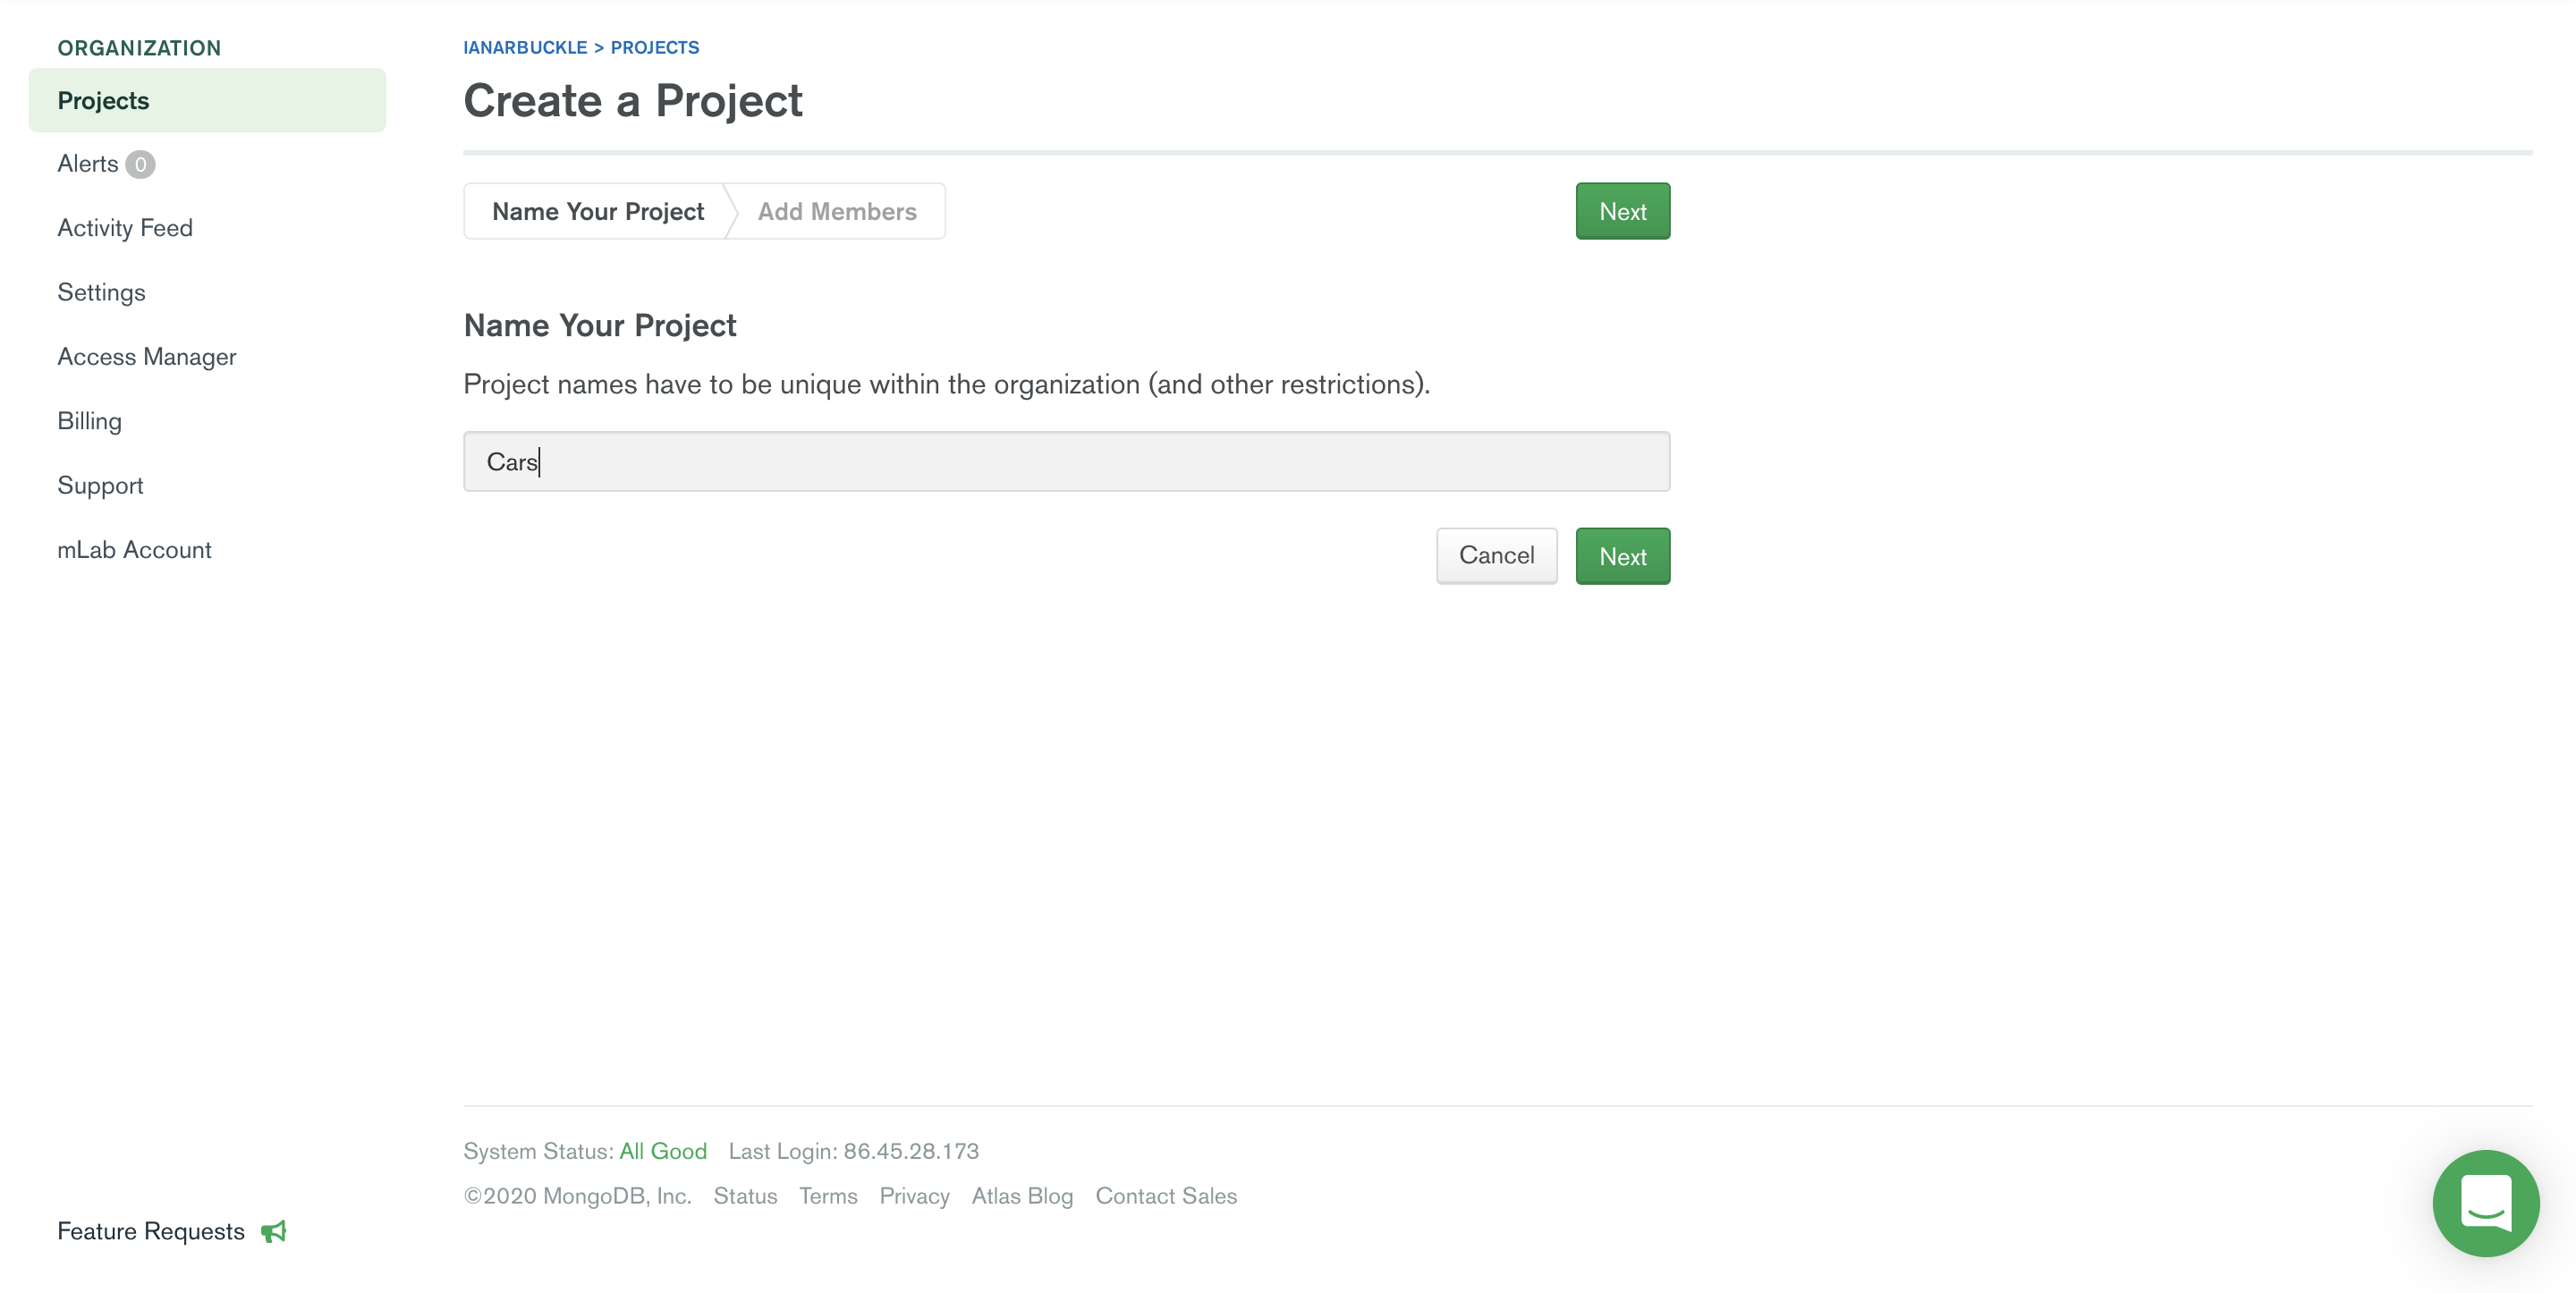 ORGANIZATION
Projects
Alerts 0
Activity Feed
Settings
Access Manager
Billing
Support
mLab Account
Feature Requests
IANARBUCKLE > PROJECTS
Create a Project
Name Your Project Add Members Next
Name Your Project
Project names have to be unique within the organization (and other restrictions).
Cars
Cancel Next
System Status: All Good Last Login: 86.45.28.173
©2020 MongoDB, Inc. Status Terms Privacy Atlas Blog Contact Sales